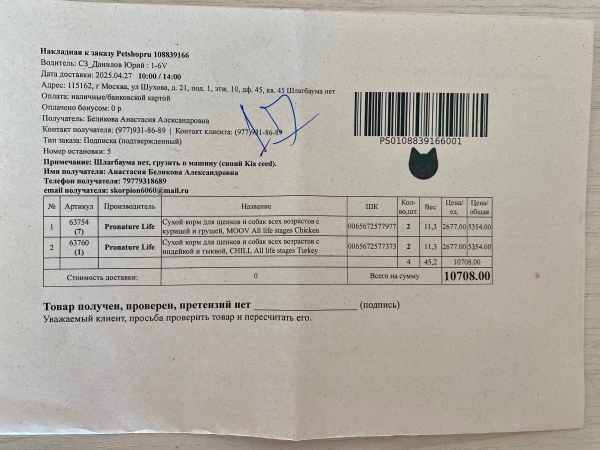 Накладная к заказу Petshopru 108839166
Водитель: СЗ_Данилов Юрай : 1-6V
Дата доставки: 2025.04.27 10:00 / 14:00
Адрес: 115162, г Москва, ул Шухова, д. 21, под. 1, этж. 10, дф. 45, кв. 45 Шлагбаума нет
Оплата: наличные/банковской картой
Оплачено бонусом: 0 р
Получатель: Беликова Анастасия Александровна
Контакт получателя: (977)931-86-89 | Контакт клиента: (977)931-86-89
Тип заказа: Подписка (подтвержденный)
Номер остановки: 5
Примечание: Шлагбаума нет, грузить в машину (синий Kia ceed).
Имя получателя: Анастасия Беликова Александровна
Телефон получателя: 79779318689
email получателя: skorpion6060@mail.ru
PS0108839166001
№ Артикул Производитель Название ШК Кол-во,шт. Вес Цена/ед. Цена/общая
1 63754 (7) Pronature Life Сухой корм для щенков и собак всех возрастов с курицей и грушей, MOOV All life stages Chicken 0065672577977 2 11,3 2677.00 5354.00
2 63760 (1) Pronature Life Сухой корм для щенков и собак всех возрастов с индейкой и тыквой, CHILL All life stages Turkey 0065672577373 2 11,3 2677.00 5354.00
4 45,2 10708.00
Стоимость доставки: 0 Всего на сумму 10708.00
Товар получен, проверен, претензий нет (подпись)
Уважаемый клиент, просьба проверить товар и пересчитать его.